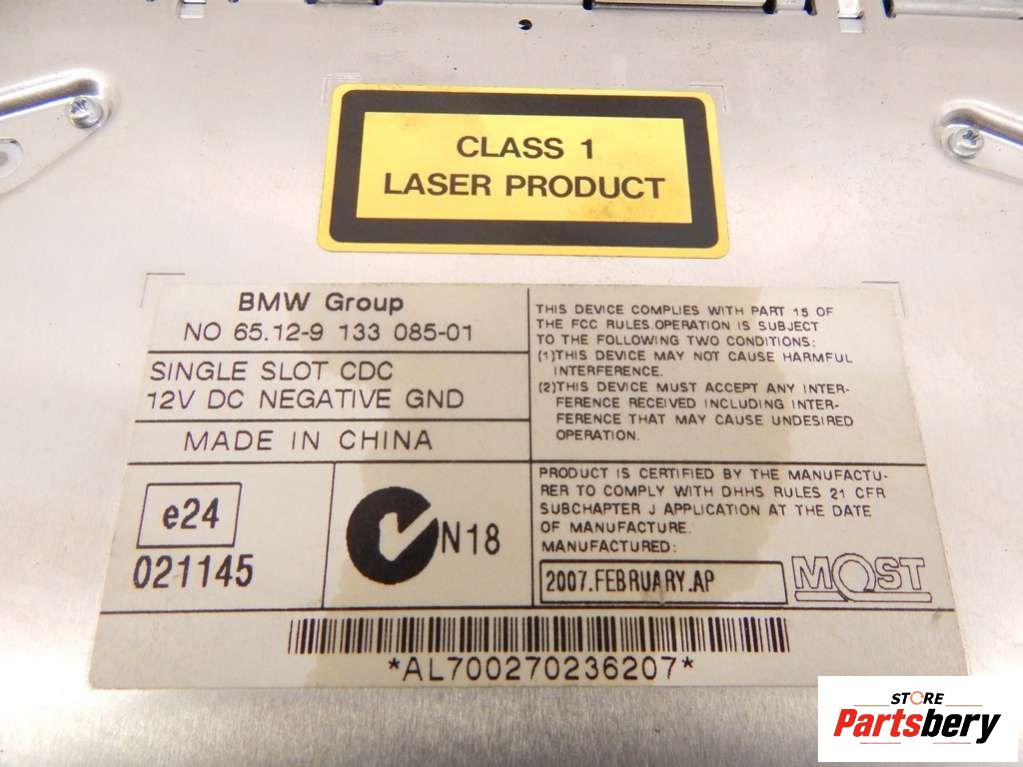 CLASS 1
LASER PRODUCT
BMW Group
NO 65.12-9 133 085-01
SINGLE SLOT CDC
12V DC NEGATIVE GND
MADE IN CHINA
e24
021145
N18
THIS DEVICE COMPLIES WITH PART 15 OF
THE FCC RULES.OPERATION IS SUBJECT
TO THE FOLLOWING TWO CONDITIONS:
(1)THIS DEVICE MAY NOT CAUSE HARMFUL
INTERFERENCE.
(2)THIS DEVICE MUST ACCEPT ANY INTER-
FERENCE RECEIVED INCLUDING INTER-
FERENCE THAT MAY CAUSE UNDESIRED
OPERATION.
PRODUCT IS CERTIFIED BY THE MANUFACTU-
RER TO COMPLY WITH DHHS RULES 21 CFR
SUBCHAPTER J APPLICATION AT THE DATE
OF MANUFACTURE.
MANUFACTURED:
2007.FEBRUARY.AP
MOST
*AL700270236207*
STORE
Partsbery